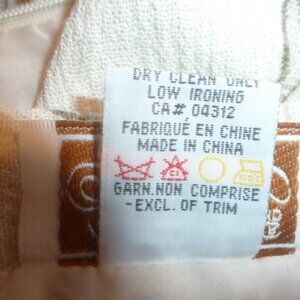 DRY CLEAN ONLY
LOW IRONING
CA# 04312
FABRIQUÉ EN CHINE
MADE IN CHINA
GARN.NON COMPRISE
-EXCL. OF TRIM